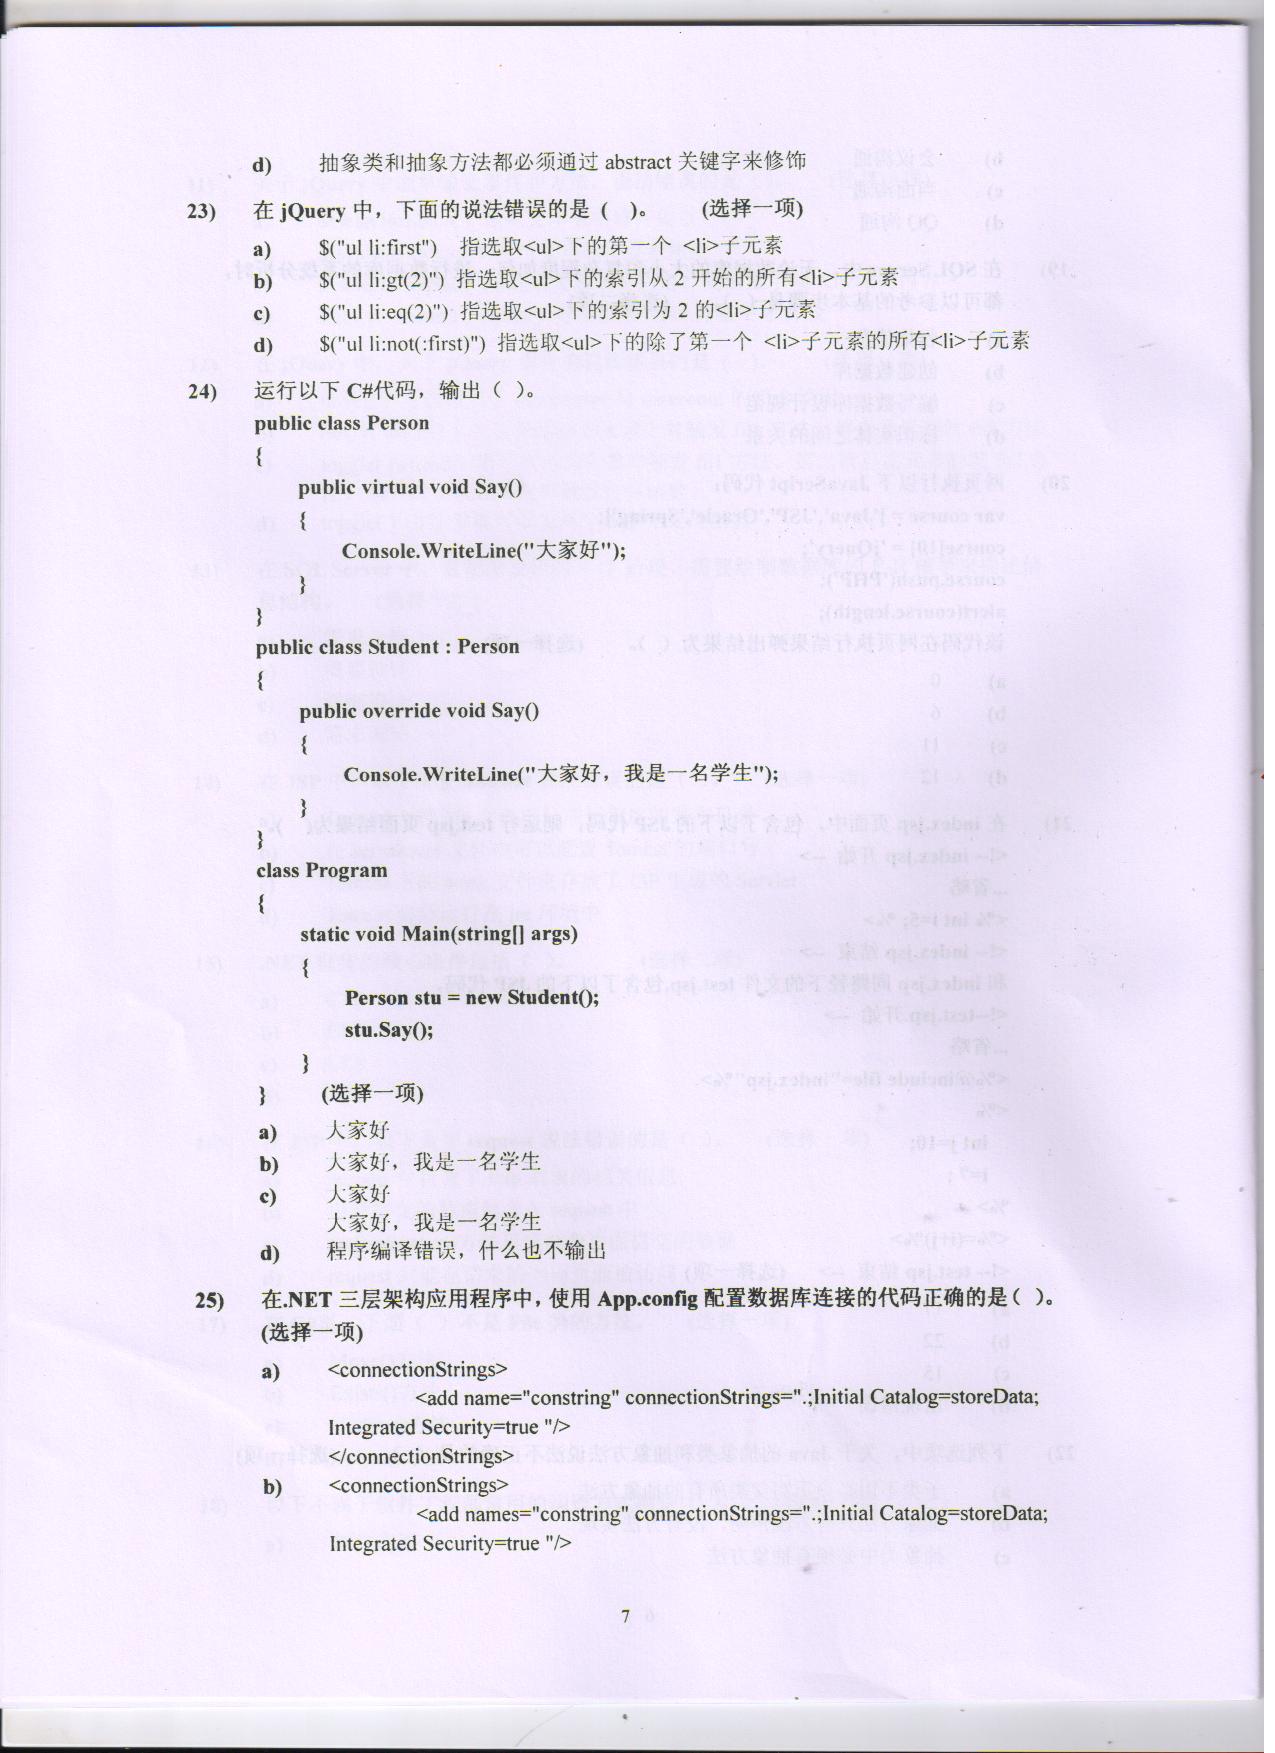 d) 抽象类和抽象方法都必须通过 abstract 关键字来修饰
23) 在 jQuery 中，下面的说法错误的是（ ）。 (选择一项)
a) $("ul li:first") 指选取<ul>下的第一个 <li>子元素
b) $("ul li:gt(2)") 指选取<ul>下的索引从 2 开始的所有<li>子元素
c) $("ul li:eq(2)") 指选取<ul>下的索引为 2 的<li>子元素
d) $("ul li:not(:first)") 指选取<ul>下的除了第一个 <li>子元素的所有<li>子元素
24) 运行以下 C#代码，输出（ ）。
public class Person
{
public virtual void Say()
{
Console.WriteLine("大家好");
}
}
public class Student : Person
{
public override void Say()
{
Console.WriteLine("大家好，我是一名学生");
}
}
class Program
{
static void Main(string[] args)
{
Person stu = new Student();
stu.Say();
}
} (选择一项)
a) 大家好
b) 大家好，我是一名学生
c) 大家好
大家好，我是一名学生
d) 程序编译错误，什么也不输出
25) 在.NET 三层架构应用程序中，使用 App.config 配置数据库连接的代码正确的是（ ）。
(选择一项)
a) <connectionStrings>
<add name="constring" connectionStrings=".;Initial Catalog=storeData;
Integrated Security=true "/>
</connectionStrings>
b) <connectionStrings>
<add names="constring" connectionStrings=".;Initial Catalog=storeData;
Integrated Security=true "/>
7